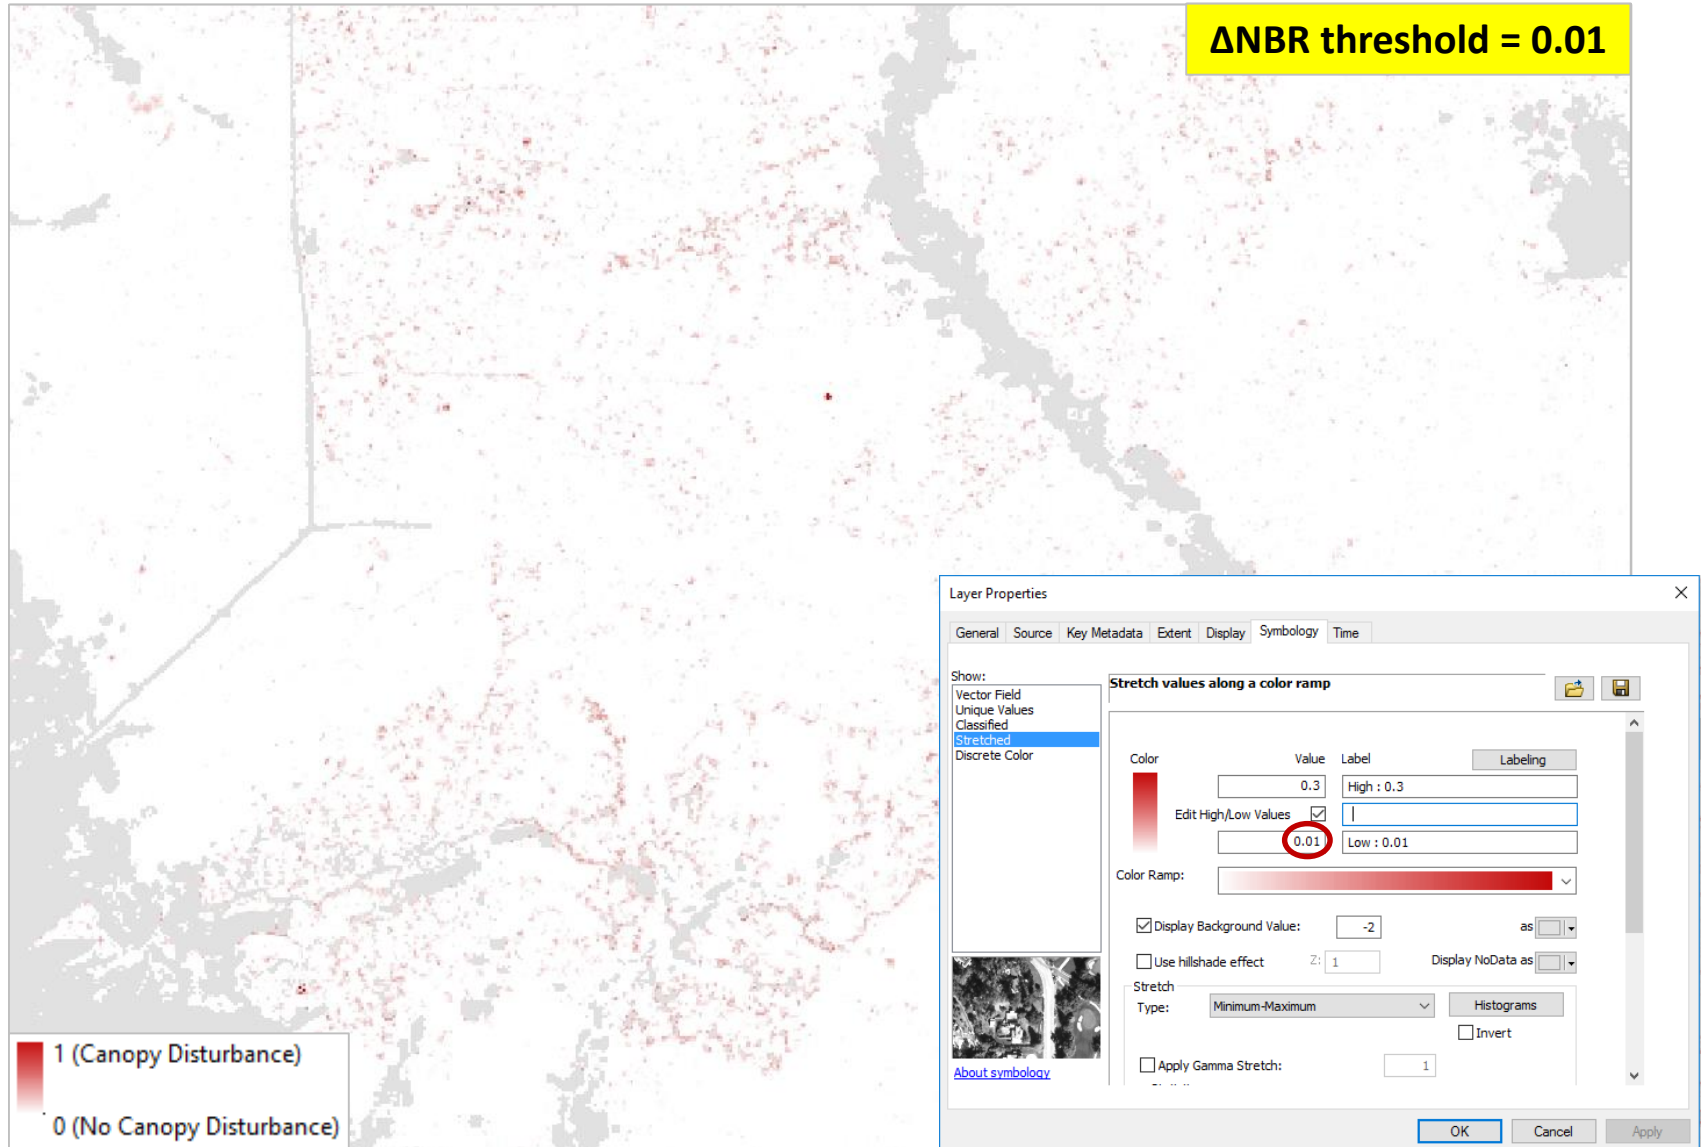 ΔNBR threshold = 0.01
Layer Properties
General Source Key Metadata Extent Display Symbology Time
Show:
Vector Field
Unique Values
Classified
Stretched
Discrete Color
About symbology
Stretch values along a color ramp
Color Value Label Labeling
0.3 High : 0.3
Edit High/Low Values
0.01 Low : 0.01
Color Ramp:
Display Background Value: -2 as
Use hillshade effect Z: 1 Display NoData as
Stretch
Type: Minimum-Maximum Histograms
Invert
Apply Gamma Stretch: 1
OK Cancel Apply
1 (Canopy Disturbance)
0 (No Canopy Disturbance)